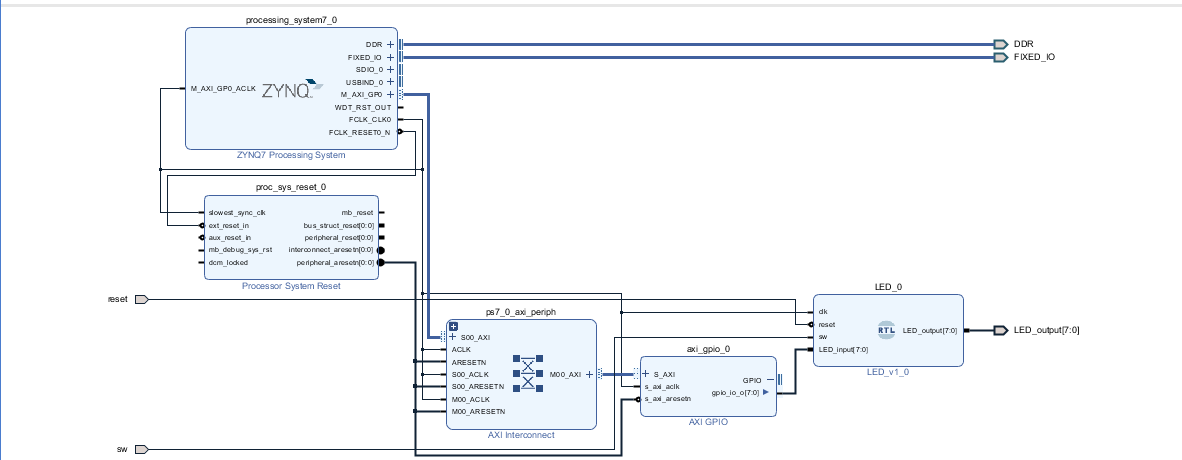 processing_system7_0
DDR
FIXED_IO
SDIO_0
USBIND_0
M_AXI_GP0
M_AXI_GP0_ACLK
ZYNQ
WDT_RST_OUT
FCLK_CLK0
FCLK_RESET0_N
ZYNQ7 Processing System
DDR
FIXED_IO
proc_sys_reset_0
slowest_sync_clk
ext_reset_in
aux_reset_in
mb_debug_sys_rst
dcm_locked
mb_reset
bus_struct_reset[0:0]
peripheral_reset[0:0]
interconnect_aresetn[0:0]
peripheral_aresetn[0:0]
Processor System Reset
reset
ps7_0_axi_periph
S00_AXI
ACLK
ARESETN
S00_ACLK
S00_ARESETN
M00_ACLK
M00_ARESETN
M00_AXI
AXI Interconnect
axi_gpio_0
S_AXI
s_axi_aclk
s_axi_aresetn
GPIO
gpio_io_o[7:0]
AXI GPIO
LED_0
clk
reset
sw
LED_input[7:0]
RTL
LED_output[7:0]
LED_v1_0
LED_output[7:0]
sw